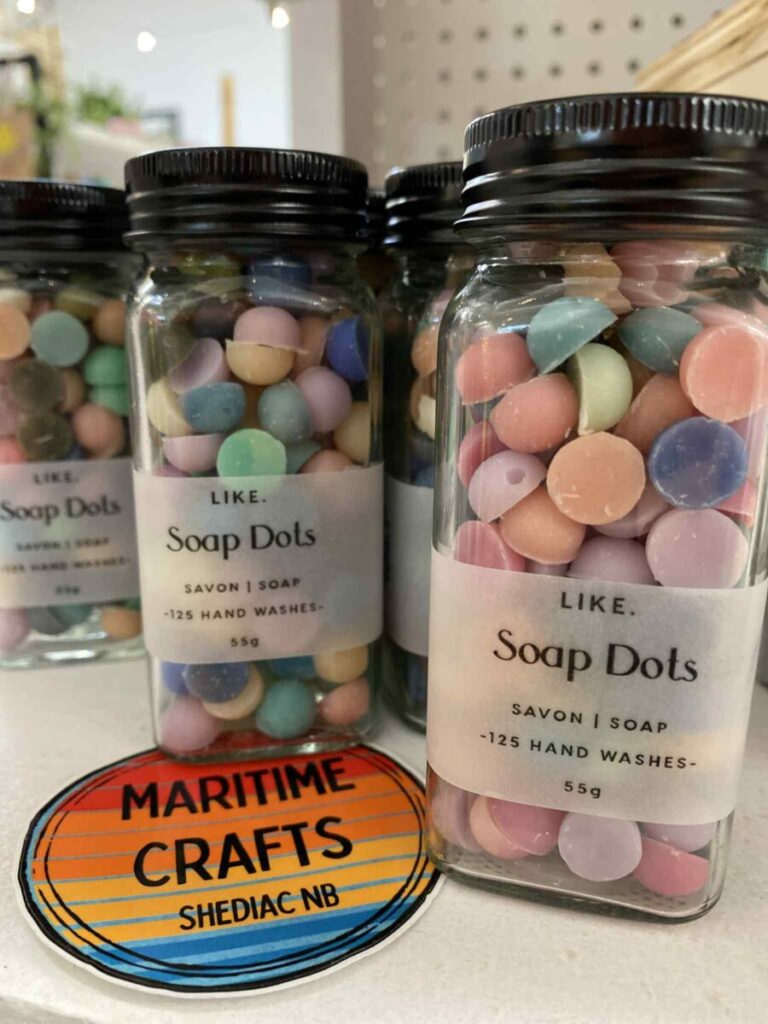 LIKE.
Soap Dots
SAVON | SOAP
-125 HAND WASHES-
55g
LIKE.
Soap Dots
SAVON | SOAP
-125 HAND WASHES-
55g
LIKE.
Soap Dots
SAVON | SOAP
-125 HAND WASHES-
55g
MARITIME
CRAFTS
SHEDIAC NB